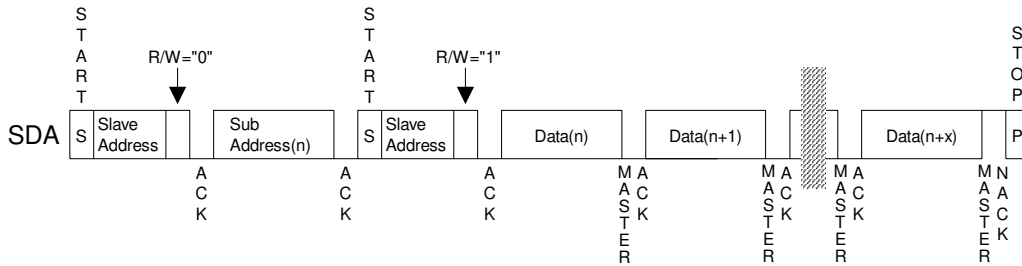 START
START
STOP
R/W="0"
R/W="1"
SDA
S
Slave
Address
Sub
Address(n)
S
Slave
Address
Data(n)
Data(n+1)
Data(n+x)
P
ACK
ACK
ACK
MASTER
ACK
MASTER
ACK
MASTER
ACK
MASTER
NACK